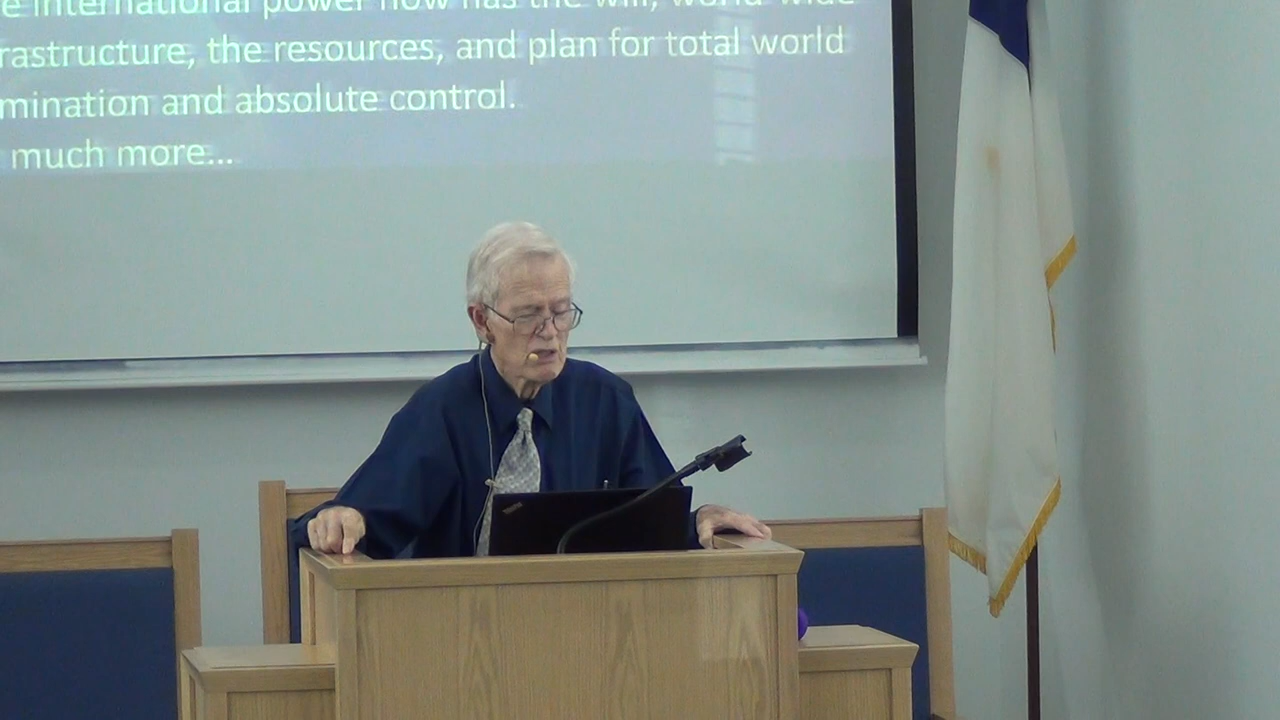 e international power now has the will, world-wide
rastructure, the resources, and plan for total world
mination and absolute control.
much more...